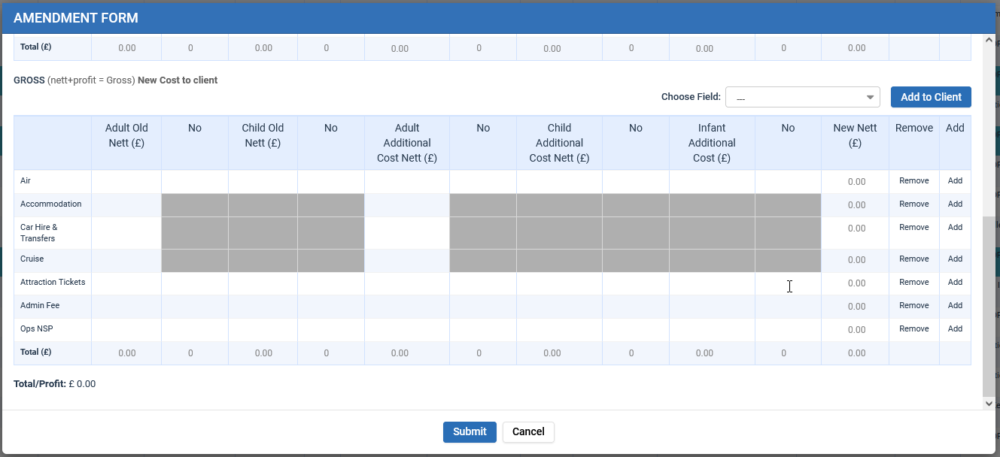 AMENDMENT FORM
Total (£) 0.00 0 0.00 0 0.00 0 0.00 0 0.00 0 0.00
GROSS (nett+profit = Gross) New Cost to client
Choose Field: --- Add to Client
Adult Old Nett (£) No Child Old Nett (£) No Adult Additional Cost Nett (£) No Child Additional Cost Nett (£) No Infant Additional Cost (£) No New Nett (£) Remove Add
Air 0.00 Remove Add
Accommodation 0.00 Remove Add
Car Hire & Transfers 0.00 Remove Add
Cruise 0.00 Remove Add
Attraction Tickets 0.00 Remove Add
Admin Fee 0.00 Remove Add
Ops NSP 0.00 Remove Add
Total (£) 0.00 0 0.00 0 0.00 0 0.00 0 0.00 0 0.00
Total/Profit: £ 0.00
Submit Cancel